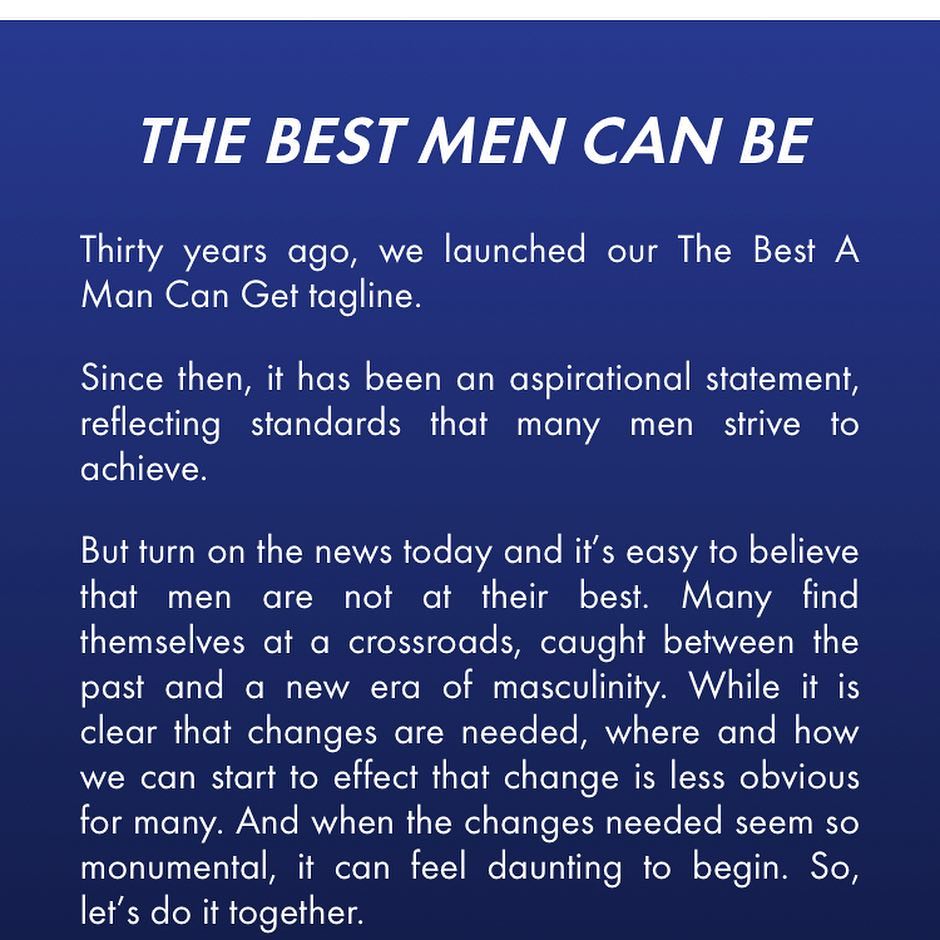 THE BEST MEN CAN BE
Thirty years ago, we launched our The Best A
Man Can Get tagline.
Since then, it has been an aspirational statement,
reflecting standards that many men strive to
achieve.
But turn on the news today and it’s easy to believe
that men are not at their best. Many find
themselves at a crossroads, caught between the
past and a new era of masculinity. While it is
clear that changes are needed, where and how
we can start to effect that change is less obvious
for many. And when the changes needed seem so
monumental, it can feel daunting to begin. So,
let’s do it together.